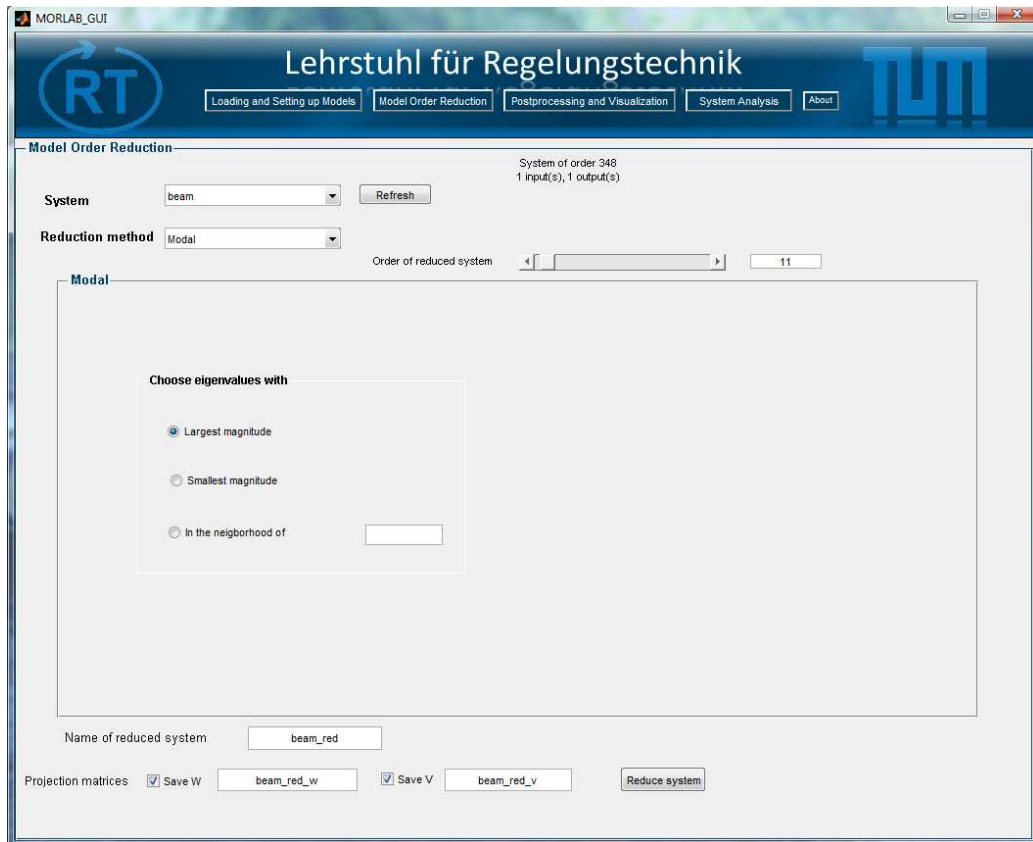 MORLAB_GUI
RT
Lehrstuhl für Regelungstechnik
TUM
Loading and Setting up Models
Model Order Reduction
Postprocessing and Visualization
System Analysis
About
Model Order Reduction
System of order 348
1 input(s), 1 output(s)
System
beam
Refresh
Reduction method
Modal
Order of reduced system
11
Modal
Choose eigenvalues with
Largest magnitude
Smallest magnitude
In the neigborhood of
Name of reduced system
beam_red
Projection matrices
Save W
beam_red_w
Save V
beam_red_v
Reduce system